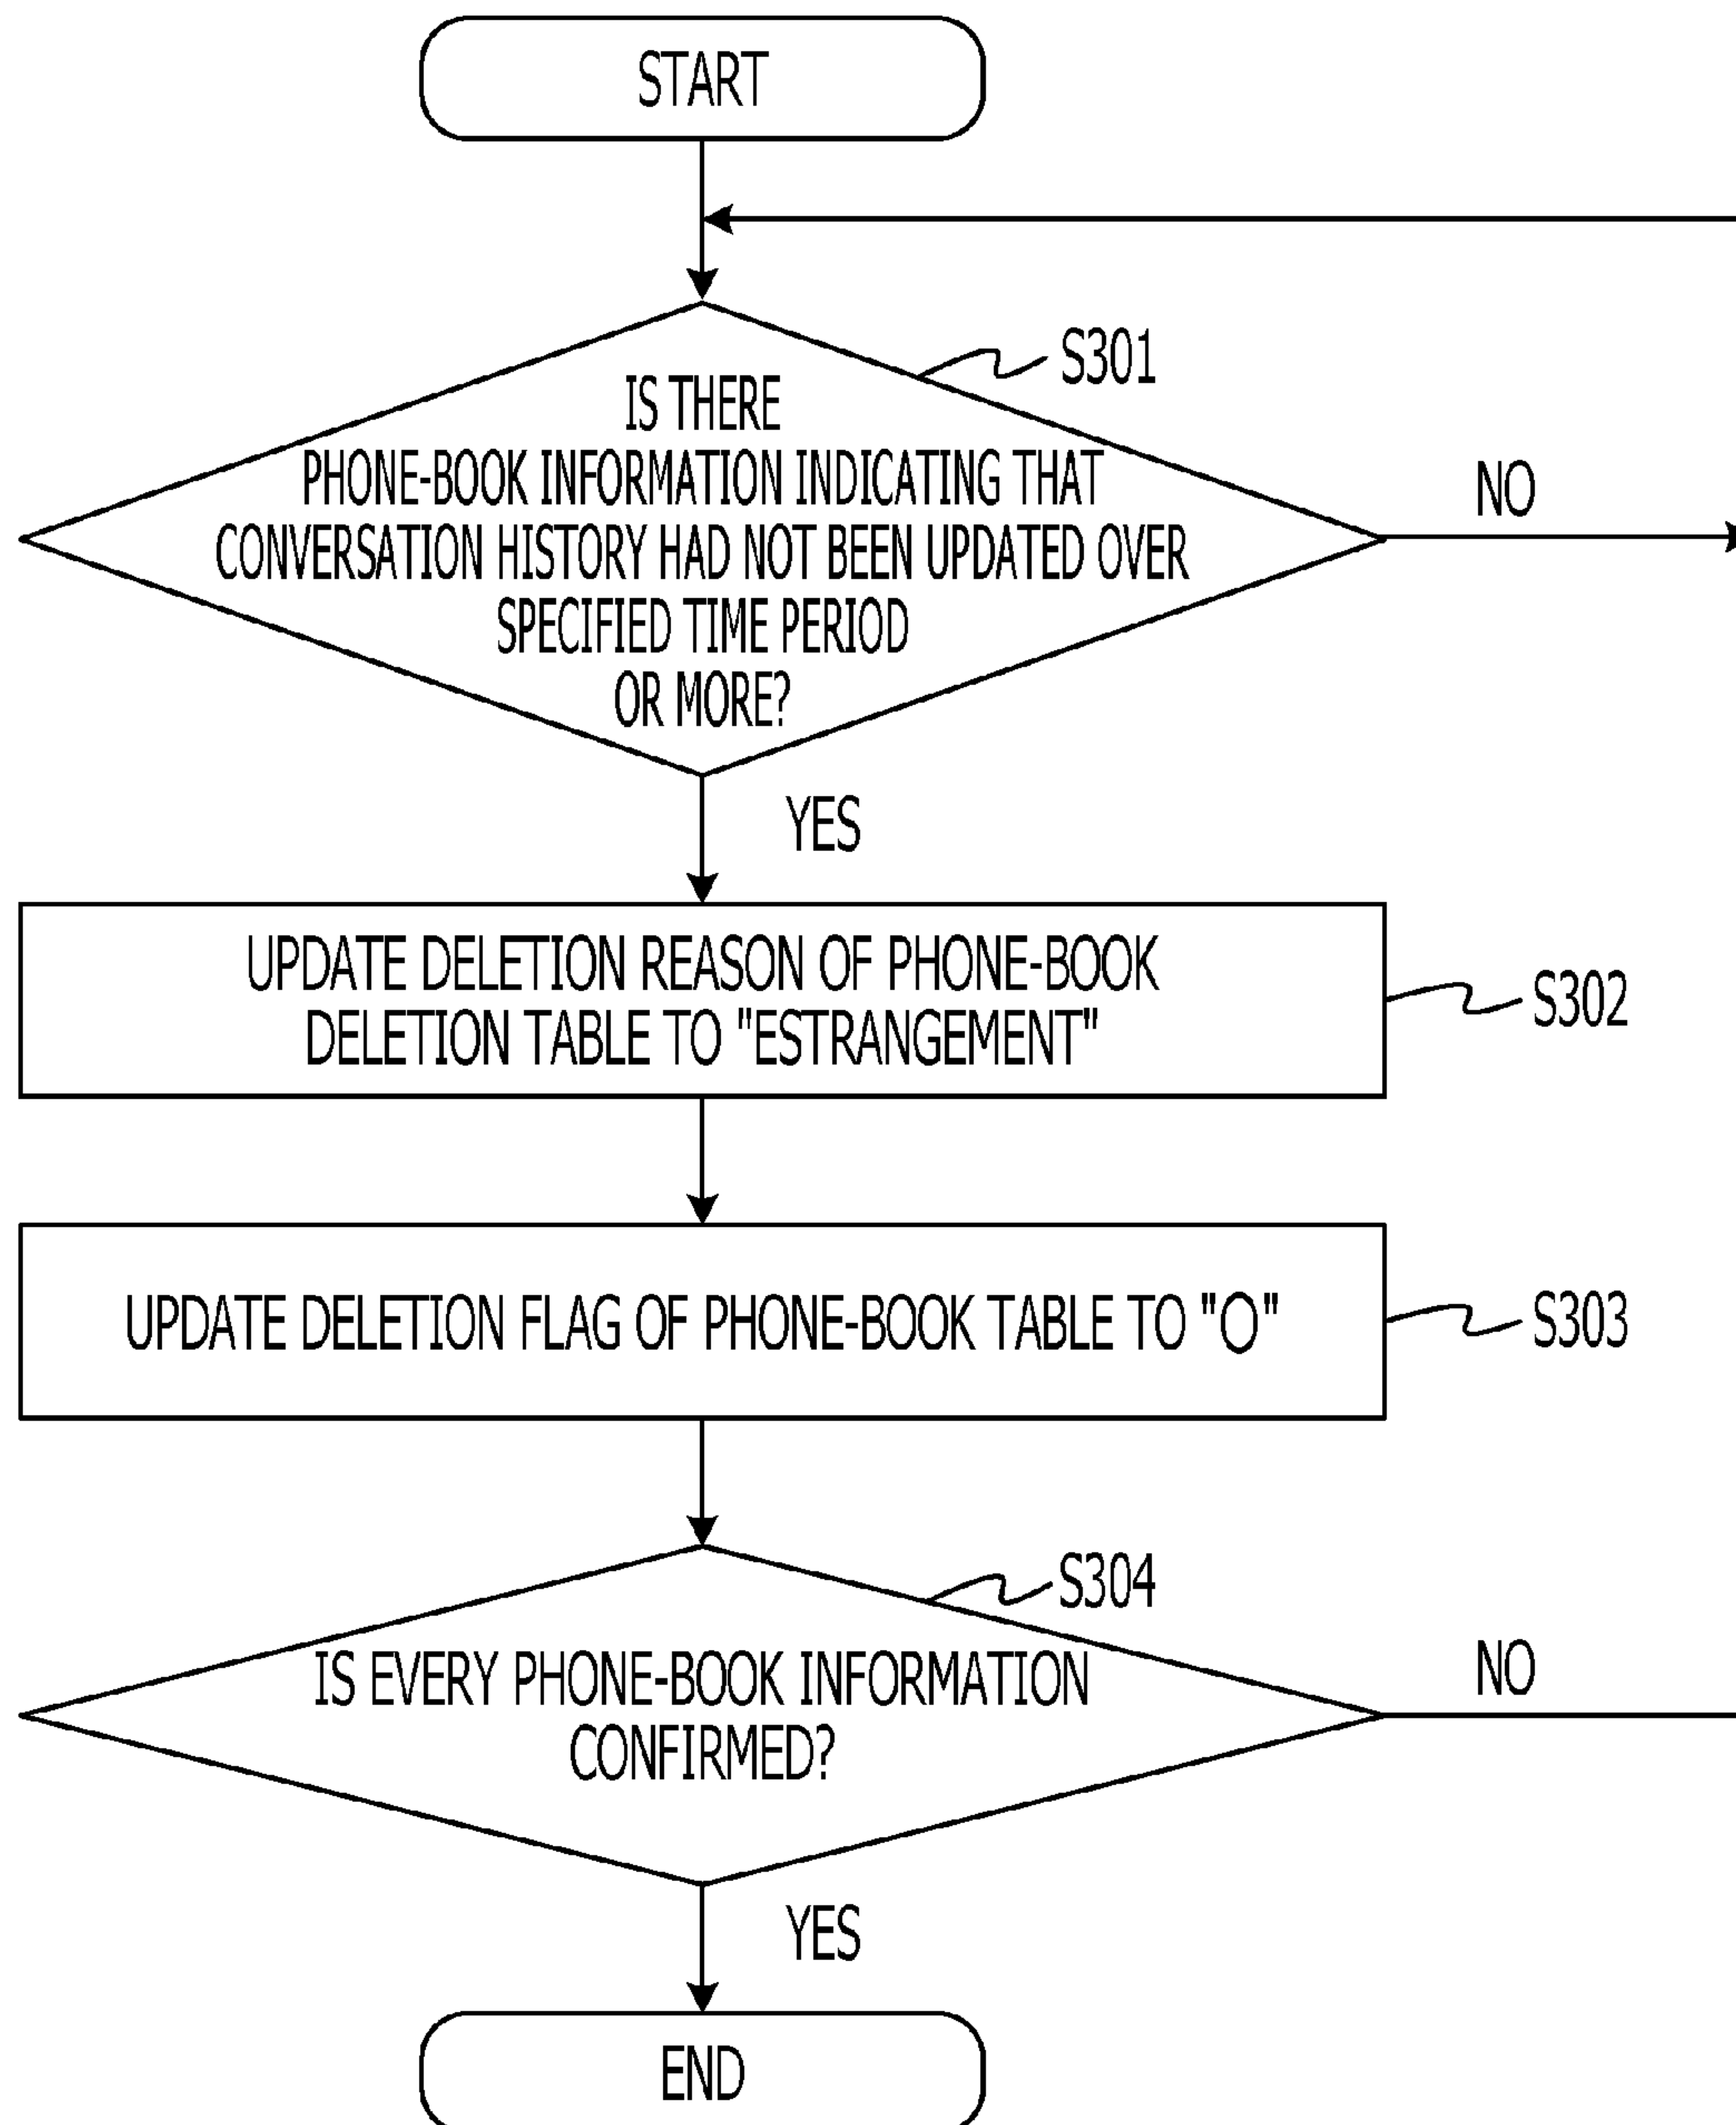 START
S301
IS THERE
PHONE-BOOK INFORMATION INDICATING THAT
CONVERSATION HISTORY HAD NOT BEEN UPDATED OVER
SPECIFIED TIME PERIOD
OR MORE?
NO
YES
UPDATE DELETION REASON OF PHONE-BOOK
DELETION TABLE TO "ESTRANGEMENT"
S302
UPDATE DELETION FLAG OF PHONE-BOOK TABLE TO "O"
S303
S304
IS EVERY PHONE-BOOK INFORMATION
CONFIRMED?
NO
YES
END